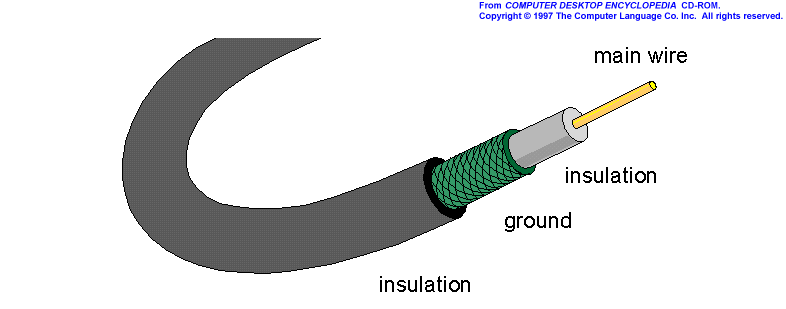 From COMPUTER DESKTOP ENCYCLOPEDIA CD-ROM.
Copyright © 1997 The Computer Language Co. Inc. All rights reserved.
main wire
insulation
ground
insulation